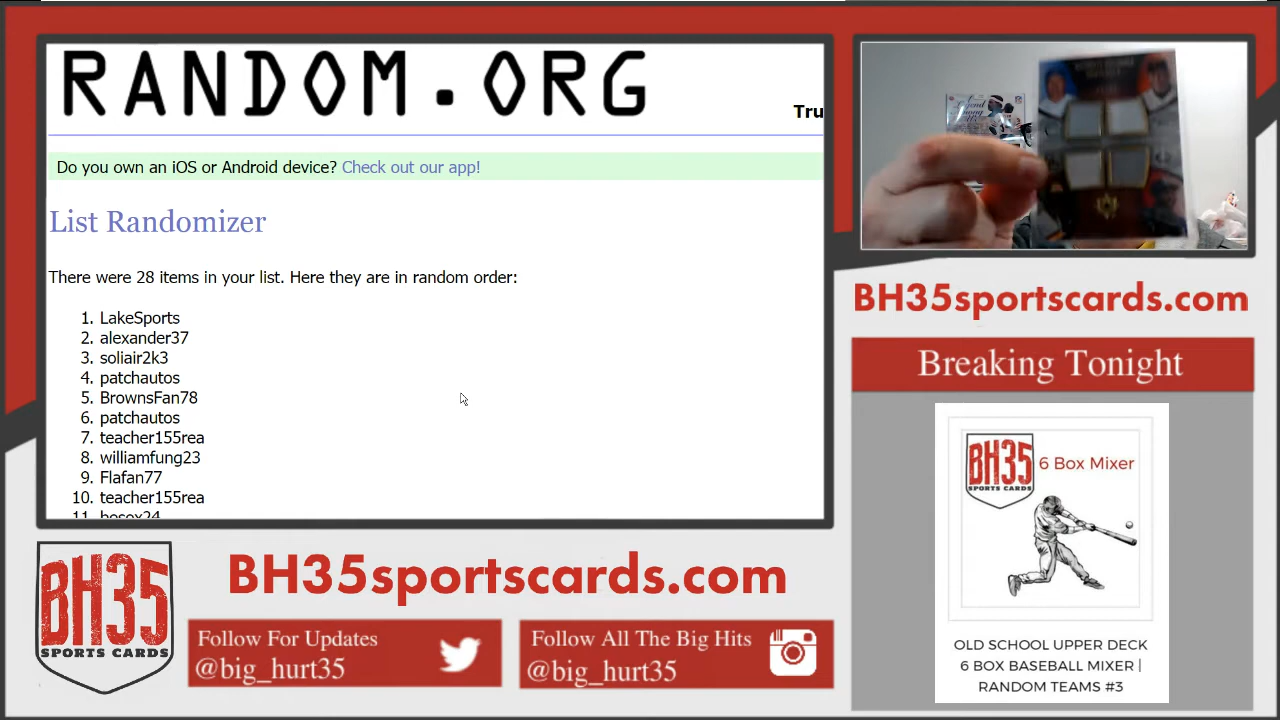 RANDOM.ORG
Tru
Do you own an iOS or Android device? Check out our app!
List Randomizer
There were 28 items in your list. Here they are in random order:
1. LakeSports
2. alexander37
3. soliair2k3
4. patchautos
5. BrownsFan78
6. patchautos
7. teacher155rea
8. williamfung23
9. Flafan77
10. teacher155rea
11. bosox24
BH35sportscards.com
Breaking Tonight
BH35
SPORTS CARDS
6 Box Mixer
OLD SCHOOL UPPER DECK
6 BOX BASEBALL MIXER |
RANDOM TEAMS #3
BH35
SPORTS CARDS
BH35sportscards.com
Follow For Updates
@big_hurt35
Follow All The Big Hits
@big_hurt35